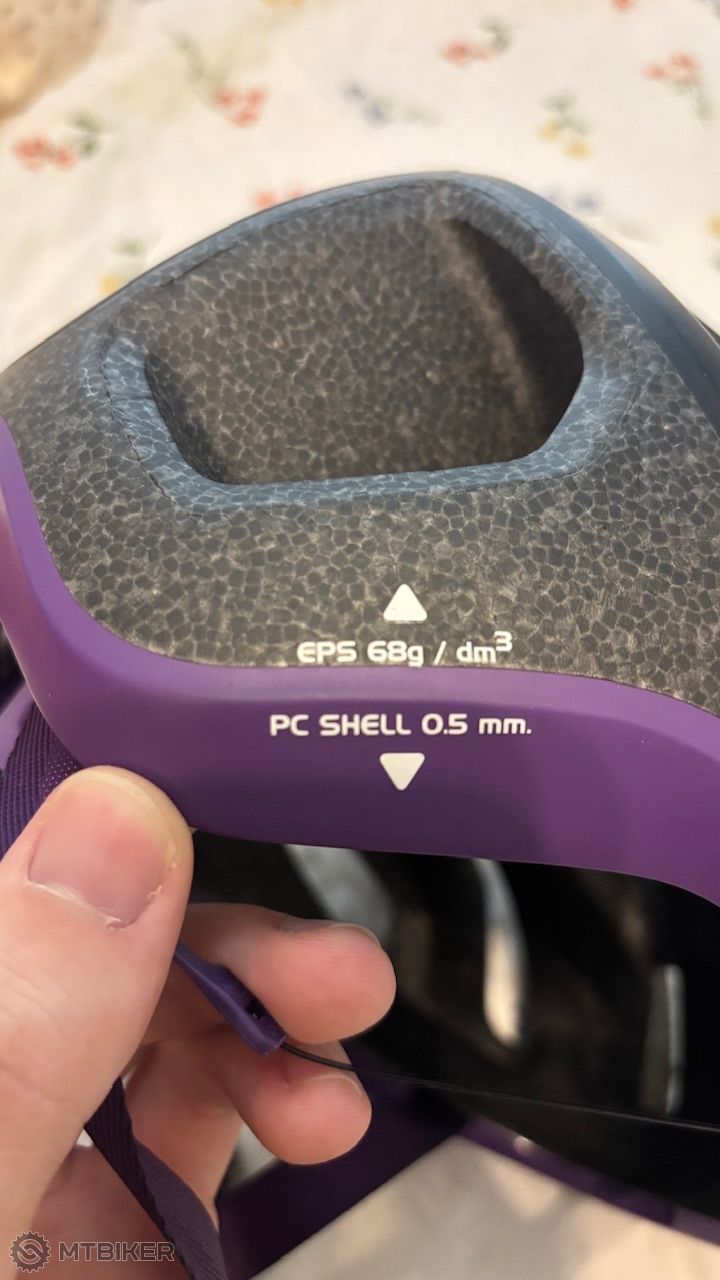 EPS 68g / dm³
PC SHELL 0.5 mm.
MTBIKER